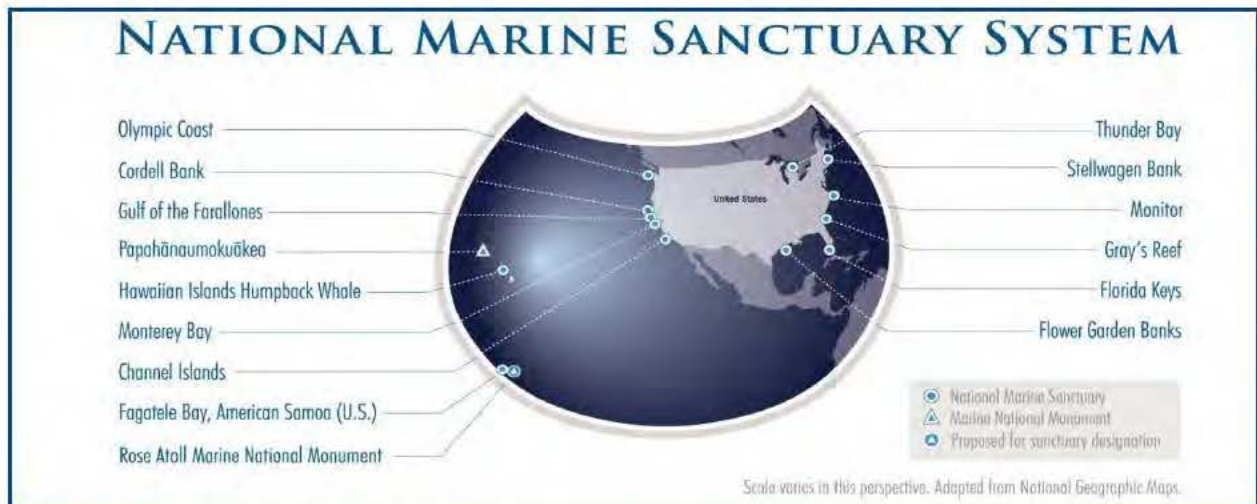 NATIONAL MARINE SANCTUARY SYSTEM
Olympic Coast
Cordell Bank
Gulf of the Farallones
Papahānaumokuākea
Hawaiian Islands Humpback Whale
Monterey Bay
Channel Islands
Fagatele Bay, American Samoa (U.S.)
Rose Atoll Marine National Monument
United States
Thunder Bay
Stellwagen Bank
Monitor
Gray's Reef
Florida Keys
Flower Garden Banks
National Marine Sanctuary
Marine National Monument
Proposed for sanctuary designation
Scale varies in this perspective. Adapted from National Geographic Maps.